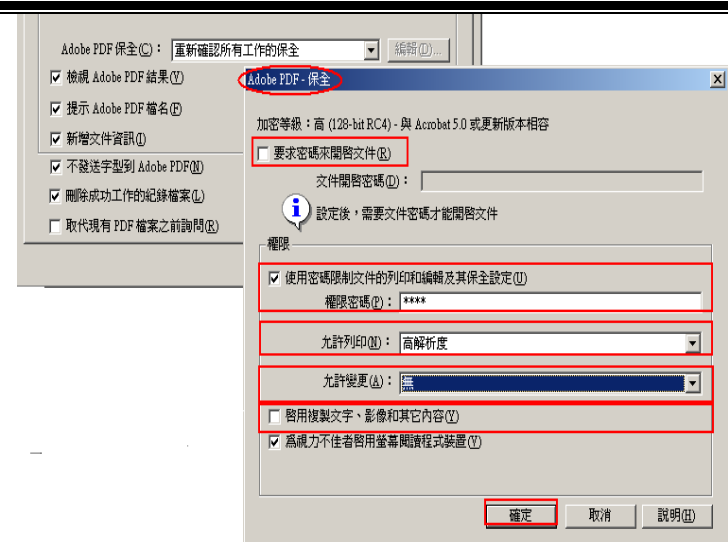 Adobe PDF 保全(C)： 重新確認所有工作的保全 編輯(D)...
檢視 Adobe PDF 結果(V)
提示 Adobe PDF 檔名(F)
新增文件資訊(I)
不發送字型到 Adobe PDF(N)
刪除成功工作的紀錄檔案(L)
取代現有 PDF 檔案之前詢問(R)
Adobe PDF - 保全
加密等級：高 (128-bit RC4) - 與 Acrobat 5.0 或更新版本相容
要求密碼來開啓文件(R)
文件開啓密碼(D)：
設定後，需要文件密碼才能開啓文件
權限
使用密碼限制文件的列印和編輯及其保全設定(U)
權限密碼(P)： ****
允許列印(N)： 高解析度
允許變更(A)： 無
啓用複製文字、影像和其它內容(Y)
爲視力不佳者啓用螢幕閱讀程式裝置(Y)
確定 取消 說明(H)